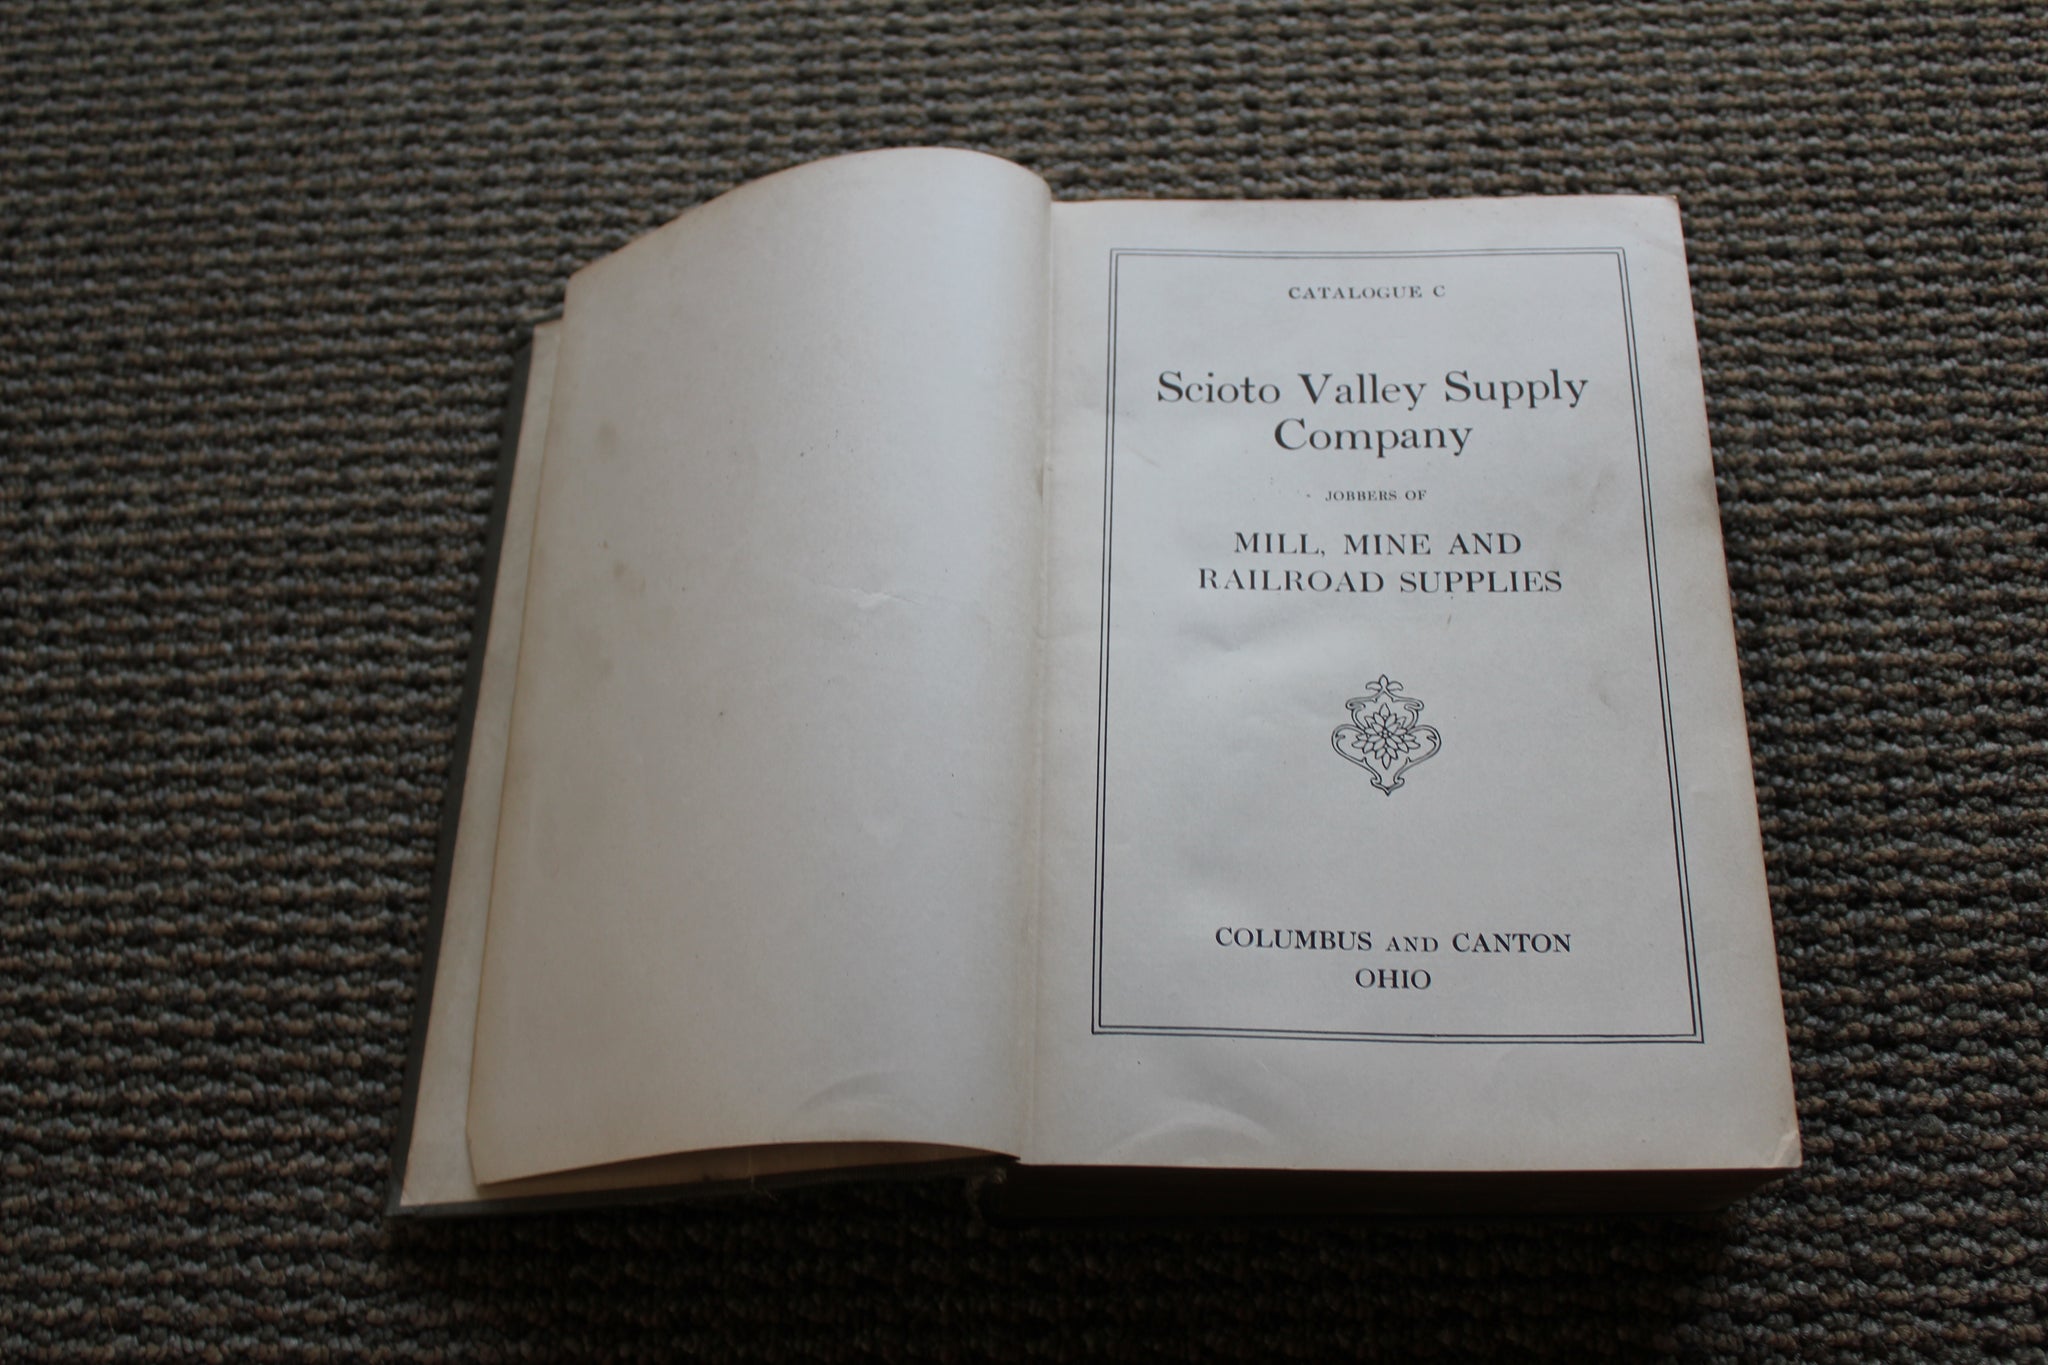 CATALOGUE C
Scioto Valley Supply
Company
JOBBERS OF
MILL, MINE AND
RAILROAD SUPPLIES
COLUMBUS AND CANTON
OHIO